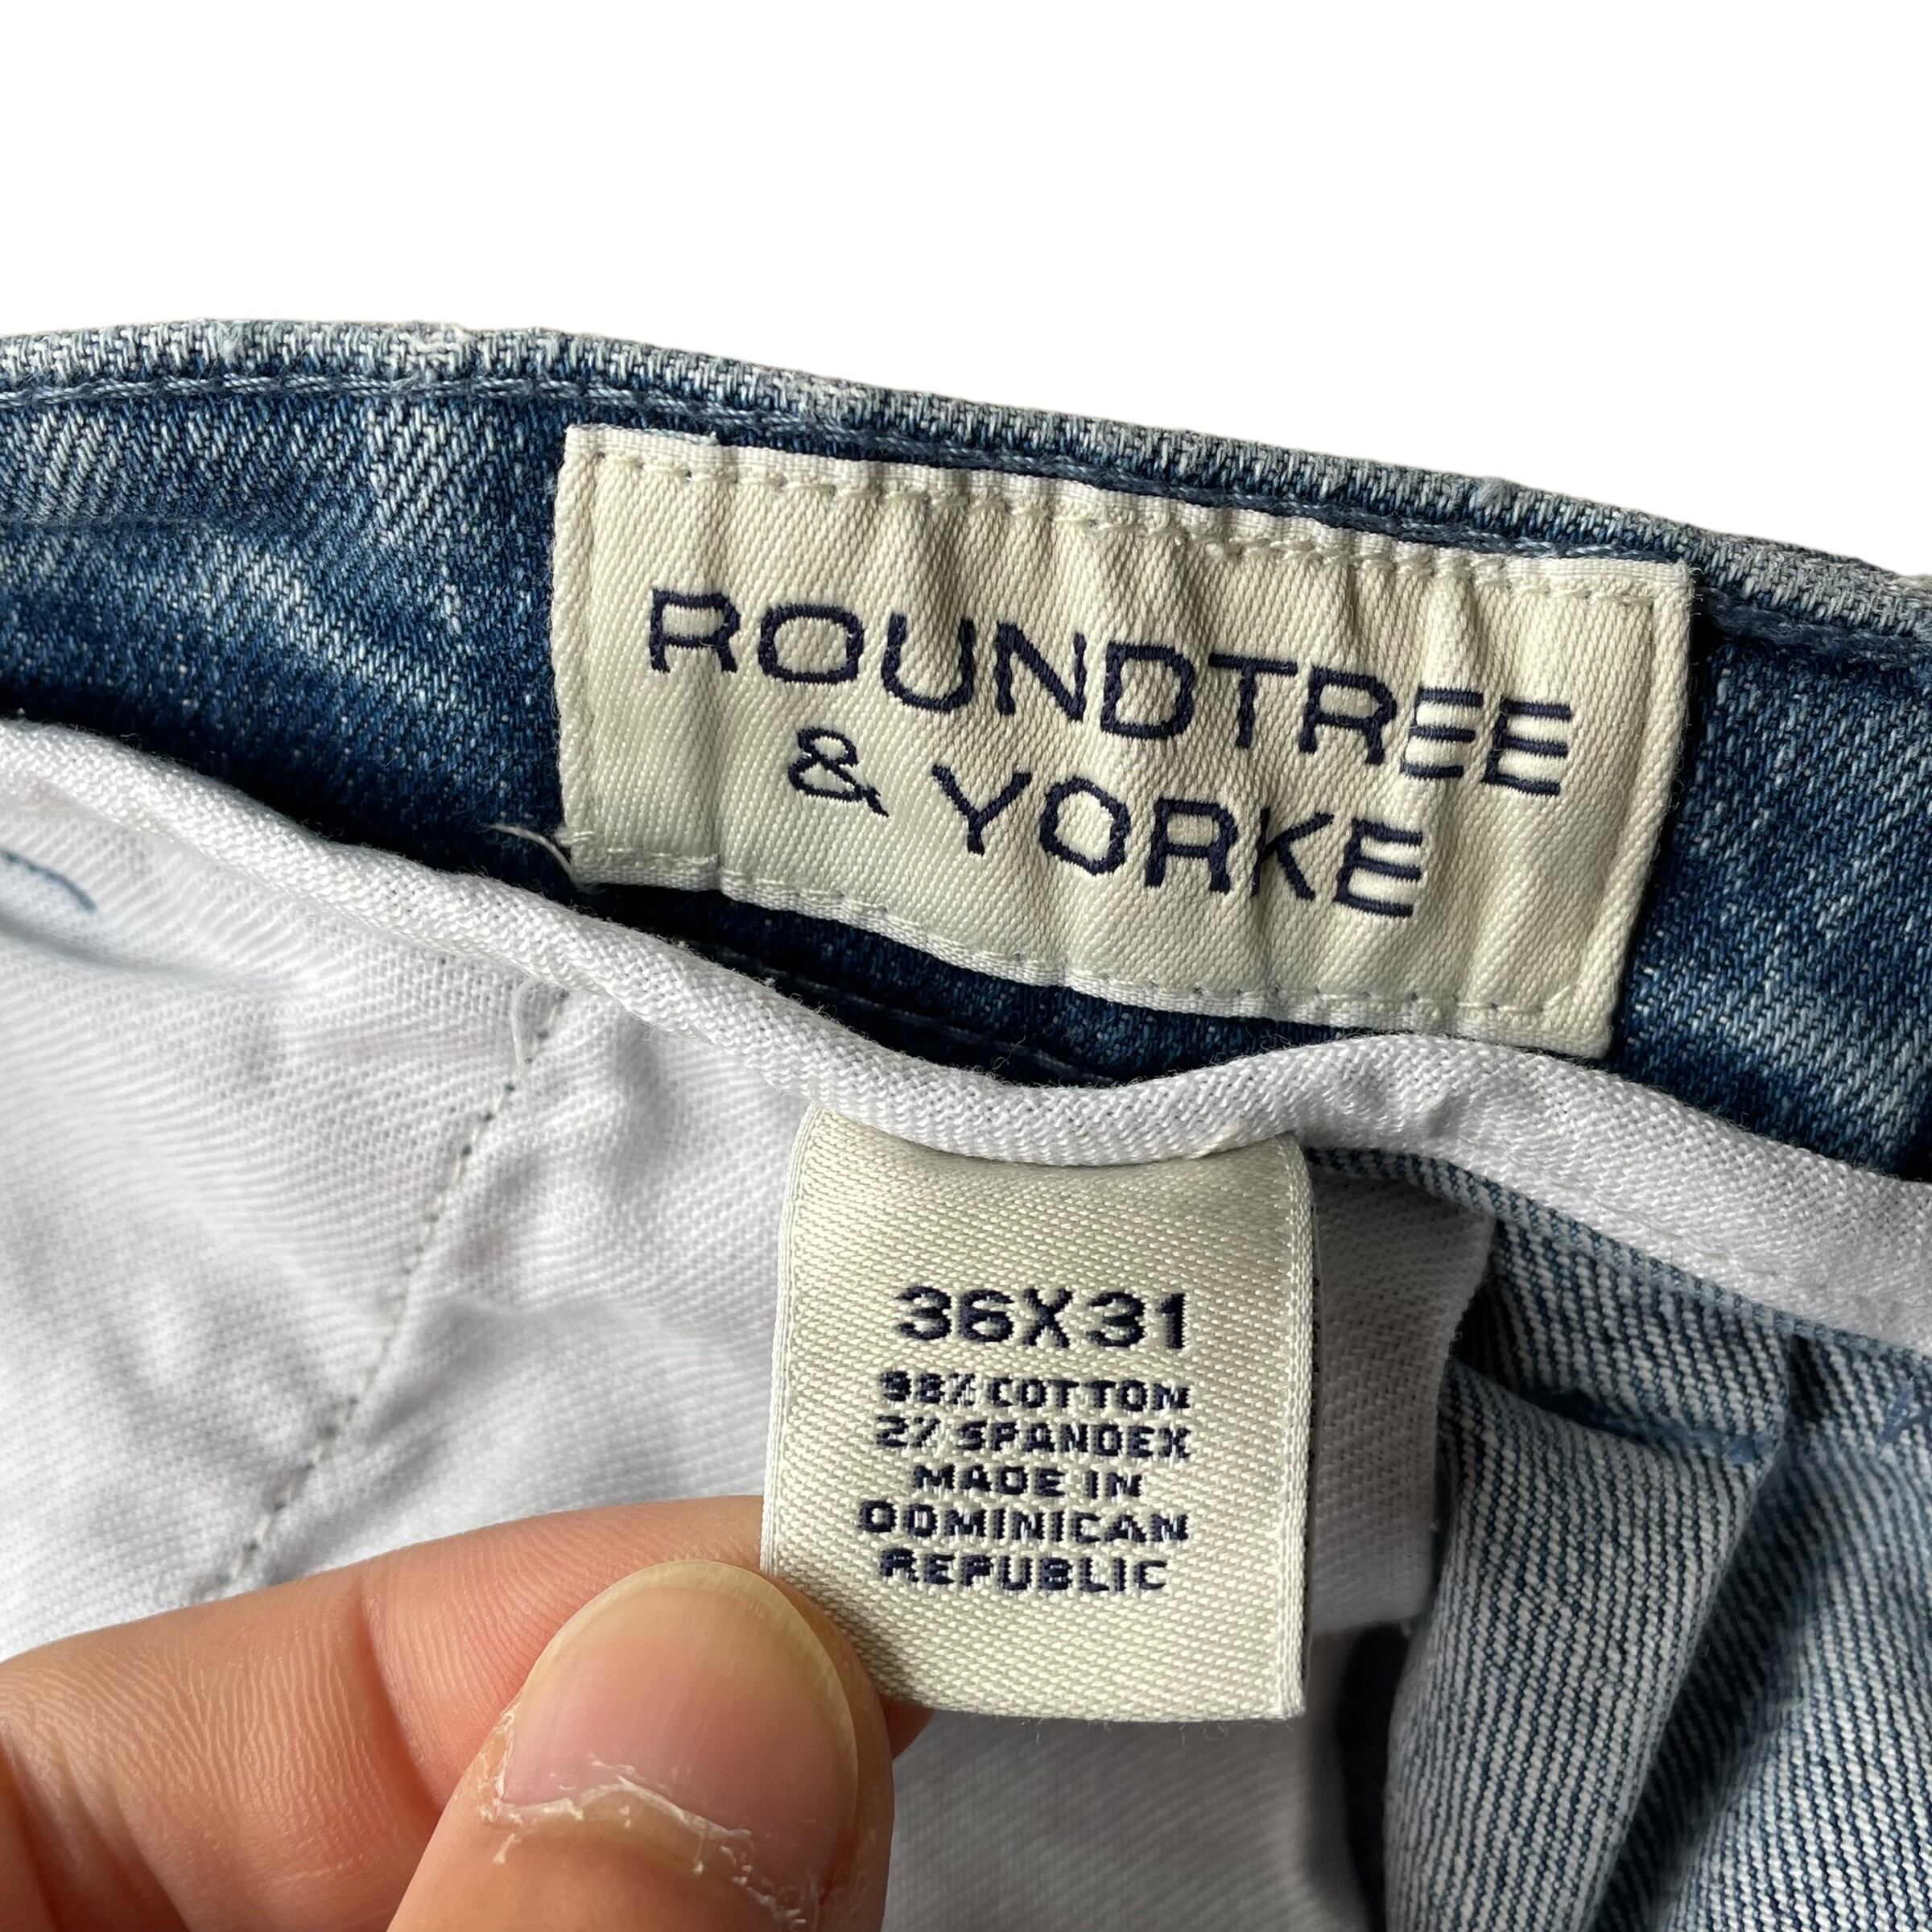 ROUNDTREE
& YORKE
36X31
98% COTTON
2% SPANDEX
MADE IN
DOMINICAN
REPUBLIC